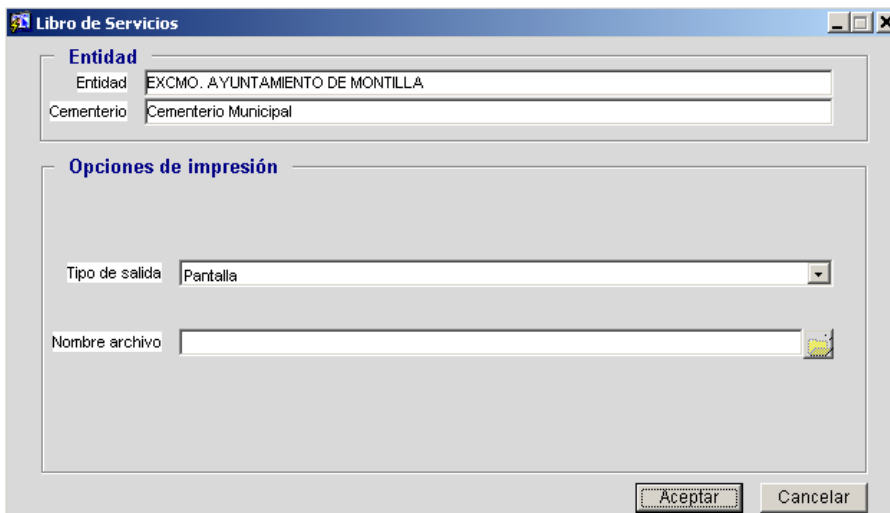 Libro de Servicios
Entidad
Entidad EXCMO. AYUNTAMIENTO DE MONTILLA
Cementerio Cementerio Municipal
Opciones de impresión
Tipo de salida Pantalla
Nombre archivo
Aceptar Cancelar